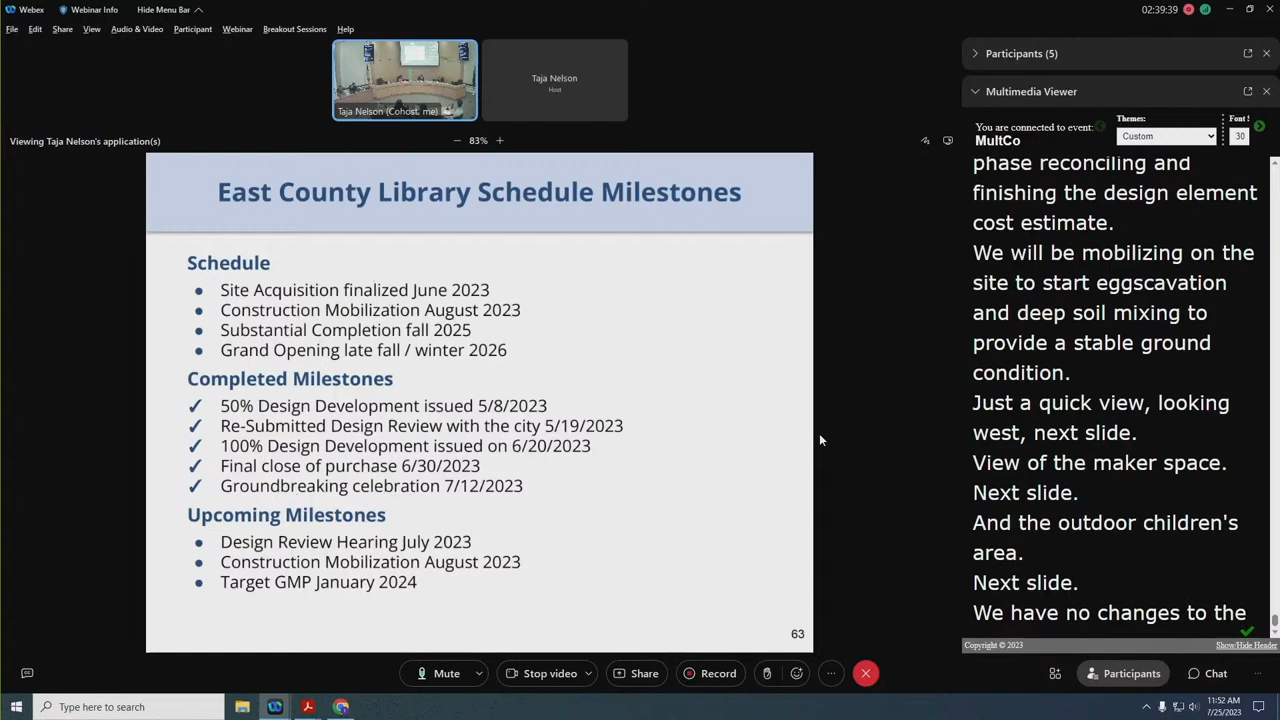 Webex
Webinar Info
Hide Menu Bar
02:39:39
File Edit Share View Audio & Video Participant Webinar Breakout Sessions Help
Taja Nelson (Cohost, me)
Taja Nelson
Host
Viewing Taja Nelson's application(s)
83%
East County Library Schedule Milestones
Schedule
Site Acquisition finalized June 2023
Construction Mobilization August 2023
Substantial Completion fall 2025
Grand Opening late fall / winter 2026
Completed Milestones
50% Design Development issued 5/8/2023
Re-Submitted Design Review with the city 5/19/2023
100% Design Development issued on 6/20/2023
Final close of purchase 6/30/2023
Groundbreaking celebration 7/12/2023
Upcoming Milestones
Design Review Hearing July 2023
Construction Mobilization August 2023
Target GMP January 2024
63
Participants (5)
Multimedia Viewer
You are connected to event:
MultCo
Themes:
Custom
Font S
30
phase reconciling and
finishing the design element
cost estimate.
We will be mobilizing on the
site to start eggscavation
and deep soil mixing to
provide a stable ground
condition.
Just a quick view, looking
west, next slide.
View of the maker space.
Next slide.
And the outdoor children's
area.
Next slide.
We have no changes to the
Copyright © 2023
Show/Hide Header
Mute
Stop video
Share
Record
Participants
Chat
Type here to search
11:52 AM
7/25/2023